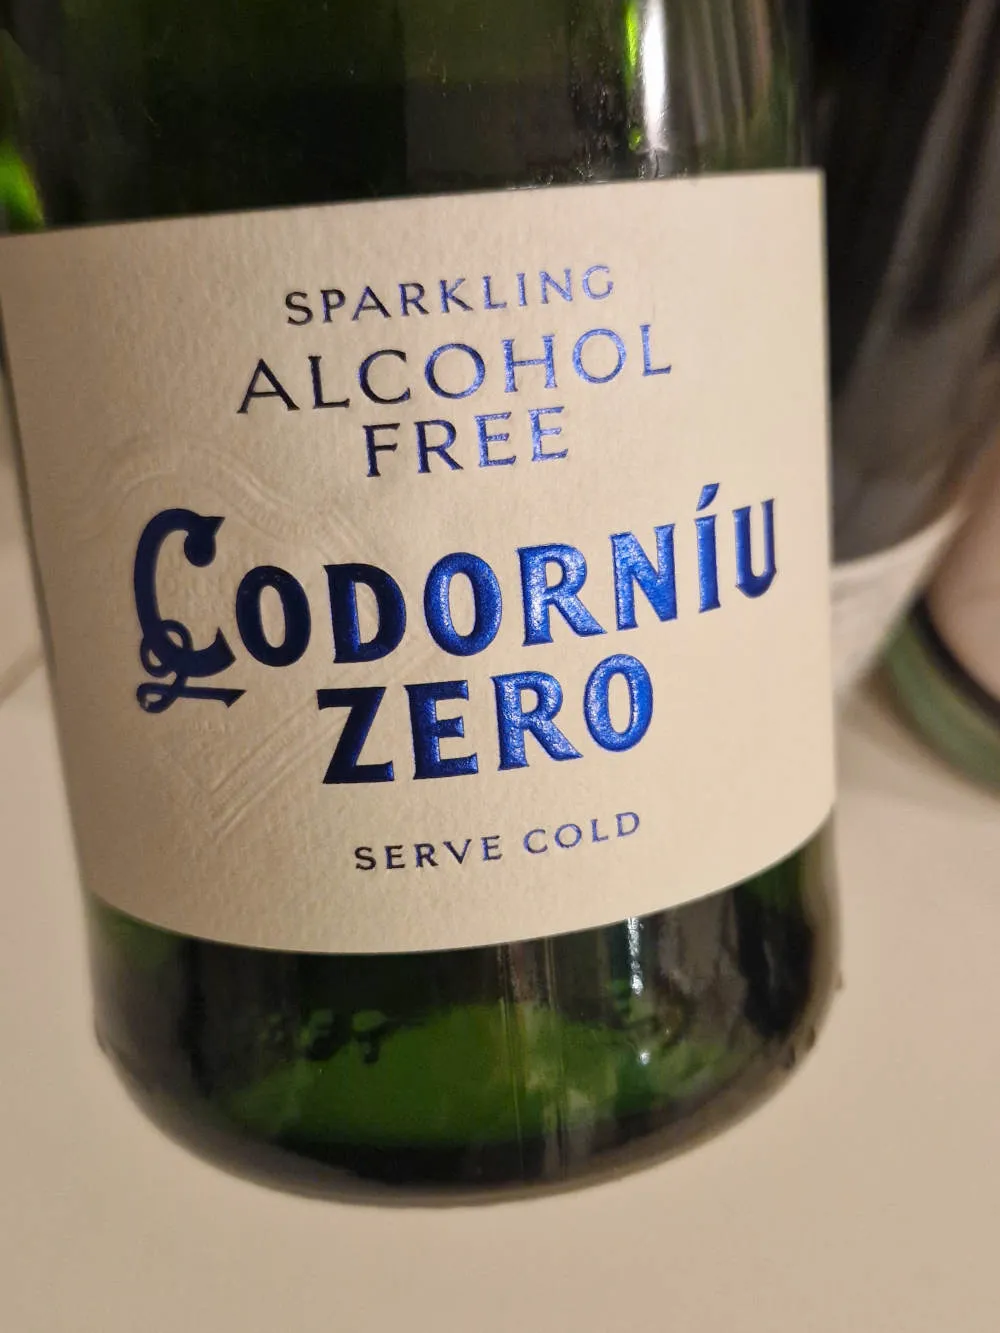 SPARKLING
ALCOHOL
FREE
CODORNÍU
ZERO
SERVE COLD